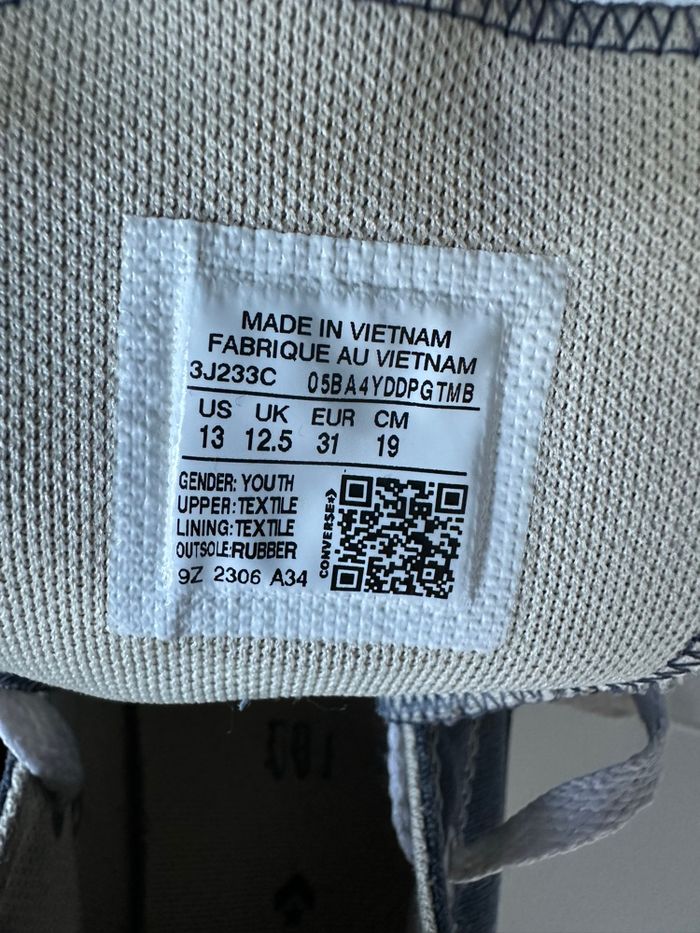 MADE IN VIETNAM
FABRIQUE AU VIETNAM
3J233C 05BA4YDDPGTMB
US UK EUR CM
13 12.5 31 19
GENDER: YOUTH
UPPER: TEXTILE
LINING: TEXTILE
OUTSOLE: RUBBER
9Z 2306 A34
CONVERSE